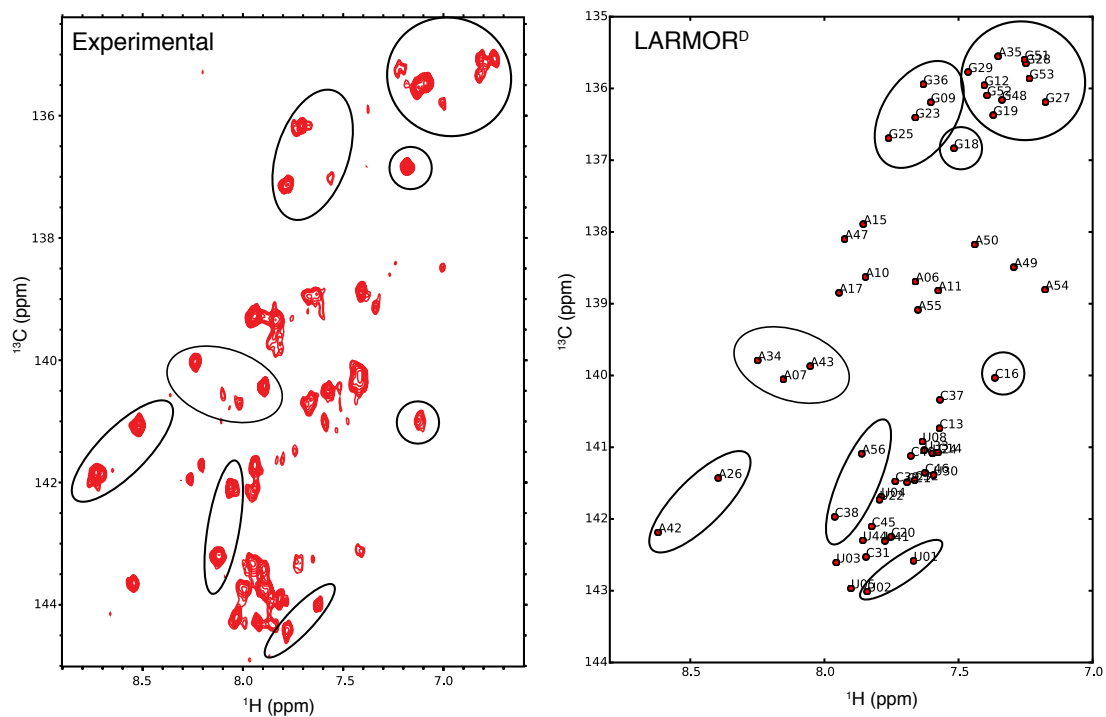 Experimental
138
140
142
144
8.5
8.0
7.5
7.0
¹³C (ppm)
¹H (ppm)
LARMORᴰ
135
136
137
138
139
140
141
142
143
144
8.5
8.0
7.5
7.0
¹³C (ppm)
¹H (ppm)
A35
G51
G28
G29
G53
G36
G12
G52
G48
G27
G09
G19
G23
G25
G18
A15
A47
A50
A49
A10
A06
A11
A54
A17
A55
A34
A43
A07
C16
C37
C13
U08
A56
C46
U30
A26
U04
U22
C38
C45
A42
U44
U41
C20
C31
U03
U01
U05
U02